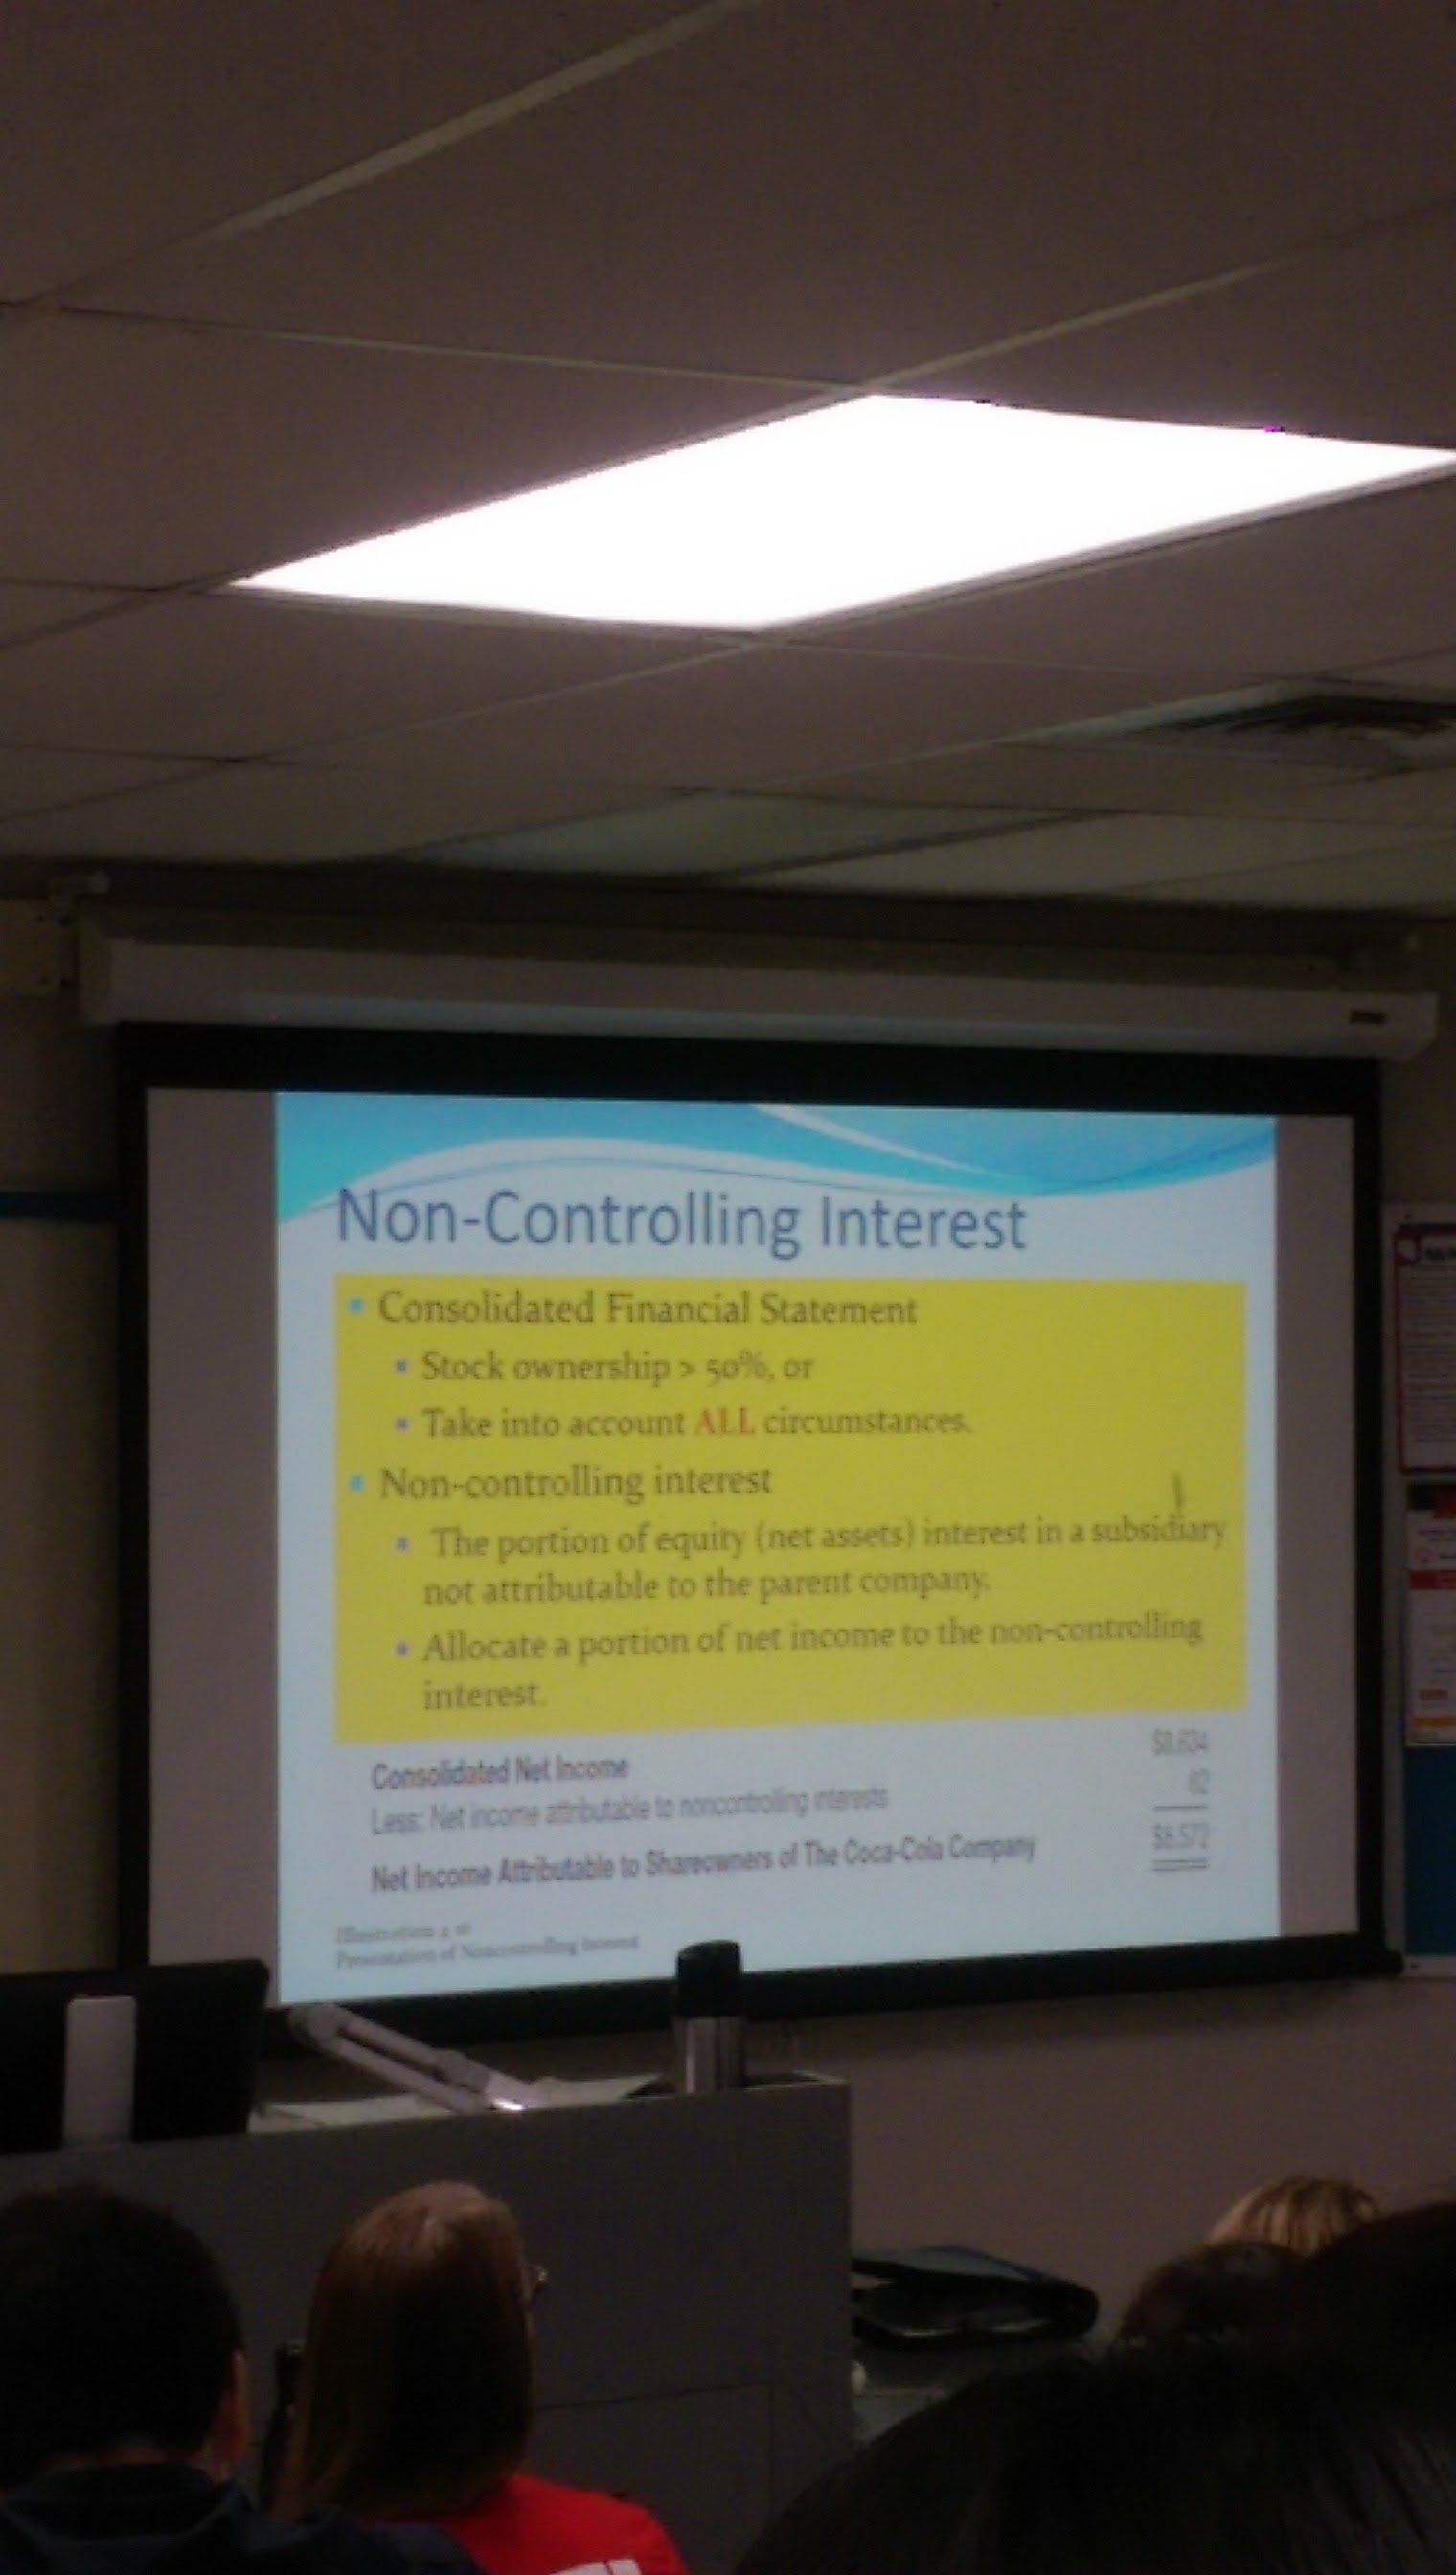 Non-Controlling Interest
Consolidated Financial Statement
Stock ownership > 50%, or
Take into account ALL circumstances.
Non-controlling interest
The portion of equity (net assets) interest in a subsidiary
not attributable to the parent company.
Allocate a portion of net income to the non-controlling
interest.
Consolidated Net Income $8,634
Less: Net income attributable to noncontrolling interests 62
Net Income Attributable to Shareowners of The Coca-Cola Company $8,572
Illustration
Presentation of Noncontrolling Interest